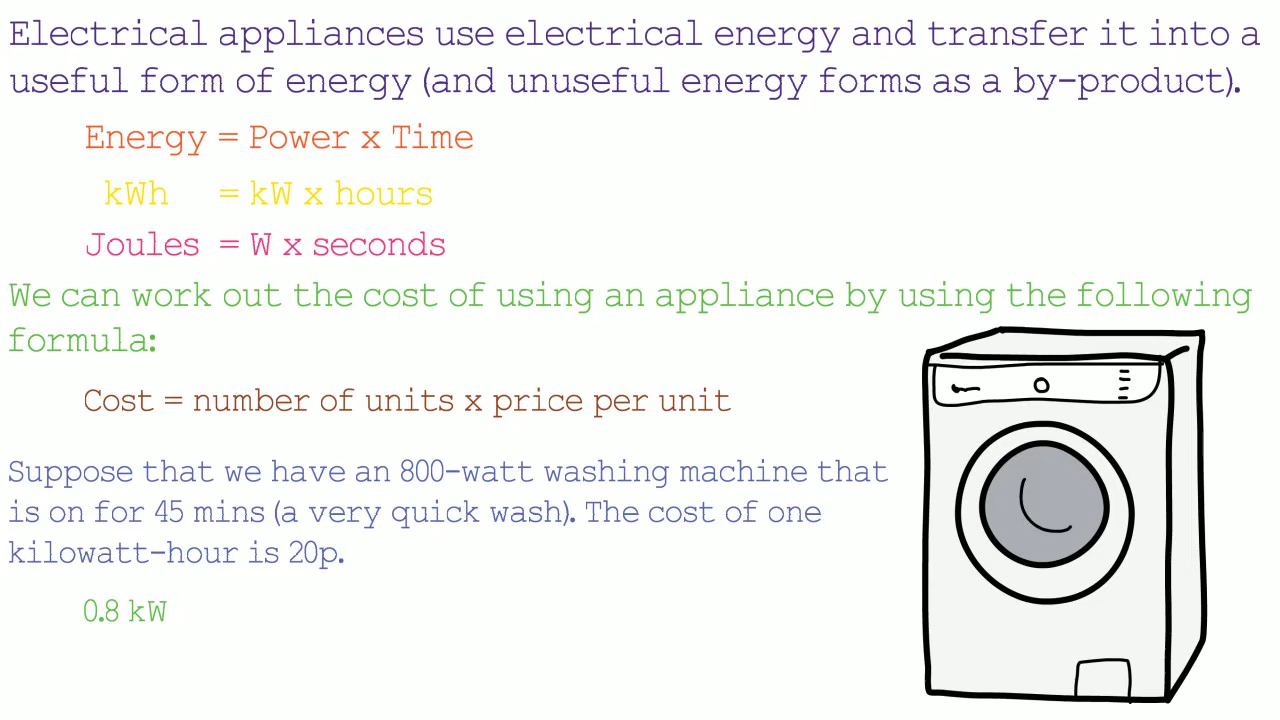 Electrical appliances use electrical energy and transfer it into a
useful form of energy (and unuseful energy forms as a by-product).
Energy = Power x Time
kWh = kW x hours
Joules = W x seconds
We can work out the cost of using an appliance by using the following
formula:
Cost = number of units x price per unit
Suppose that we have an 800-watt washing machine that
is on for 45 mins (a very quick wash). The cost of one
kilowatt-hour is 20p.
0.8 kW